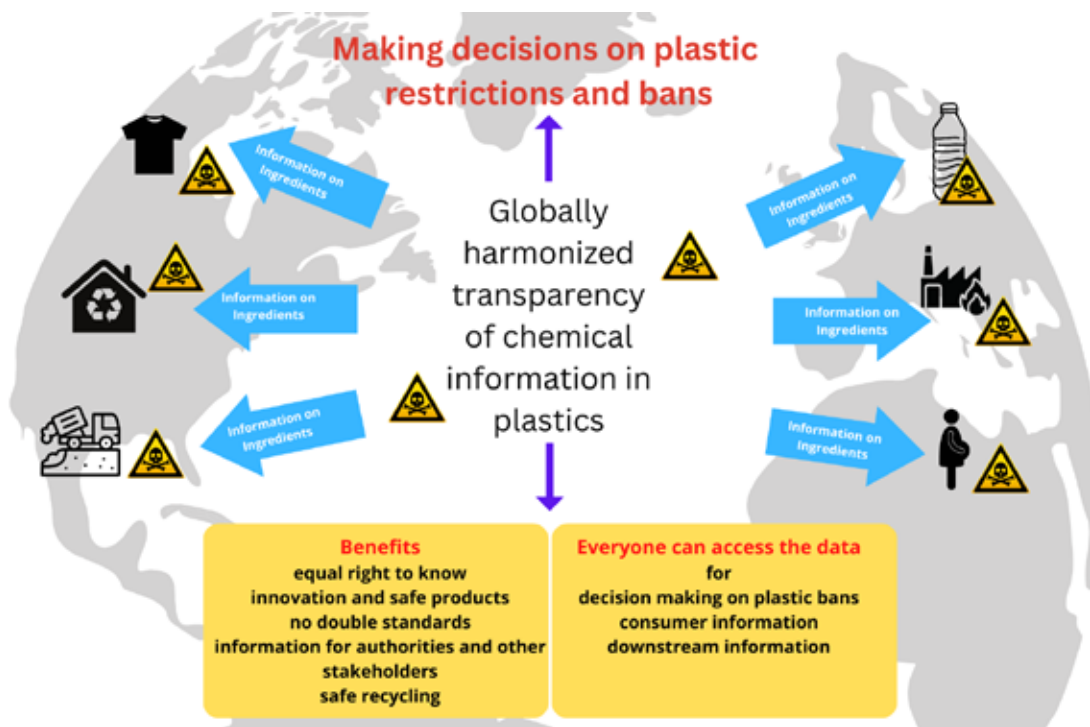 Making decisions on plastic
restrictions and bans
Information on
Ingredients
Information on
Ingredients
Information on
Ingredients
Globally
harmonized
transparency
of chemical
information in
plastics
Information on
Ingredients
Information on
Ingredients
Information on
Ingredients
Benefits
equal right to know
innovation and safe products
no double standards
information for authorities and other
stakeholders
safe recycling
Everyone can access the data
for
decision making on plastic bans
consumer information
downstream information